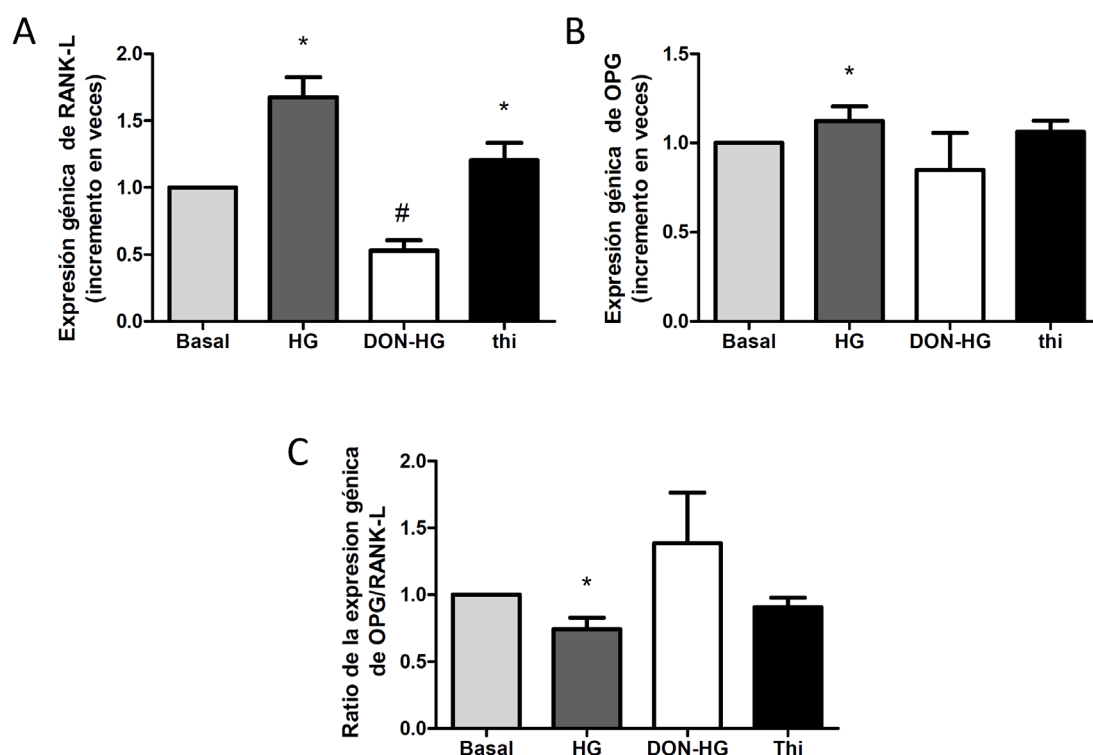 A
Expresión génica de RANK-L
(incremento en veces)
2.0
1.5
1.0
0.5
0.0
*
#
*
Basal HG DON-HG thi
B
Expresión génica de OPG
(incremento en veces)
1.5
1.0
0.5
0.0
*
Basal HG DON-HG thi
C
Ratio de la expresion génica
de OPG/RANK-L
2.0
1.5
1.0
0.5
0.0
*
Basal HG DON-HG Thi